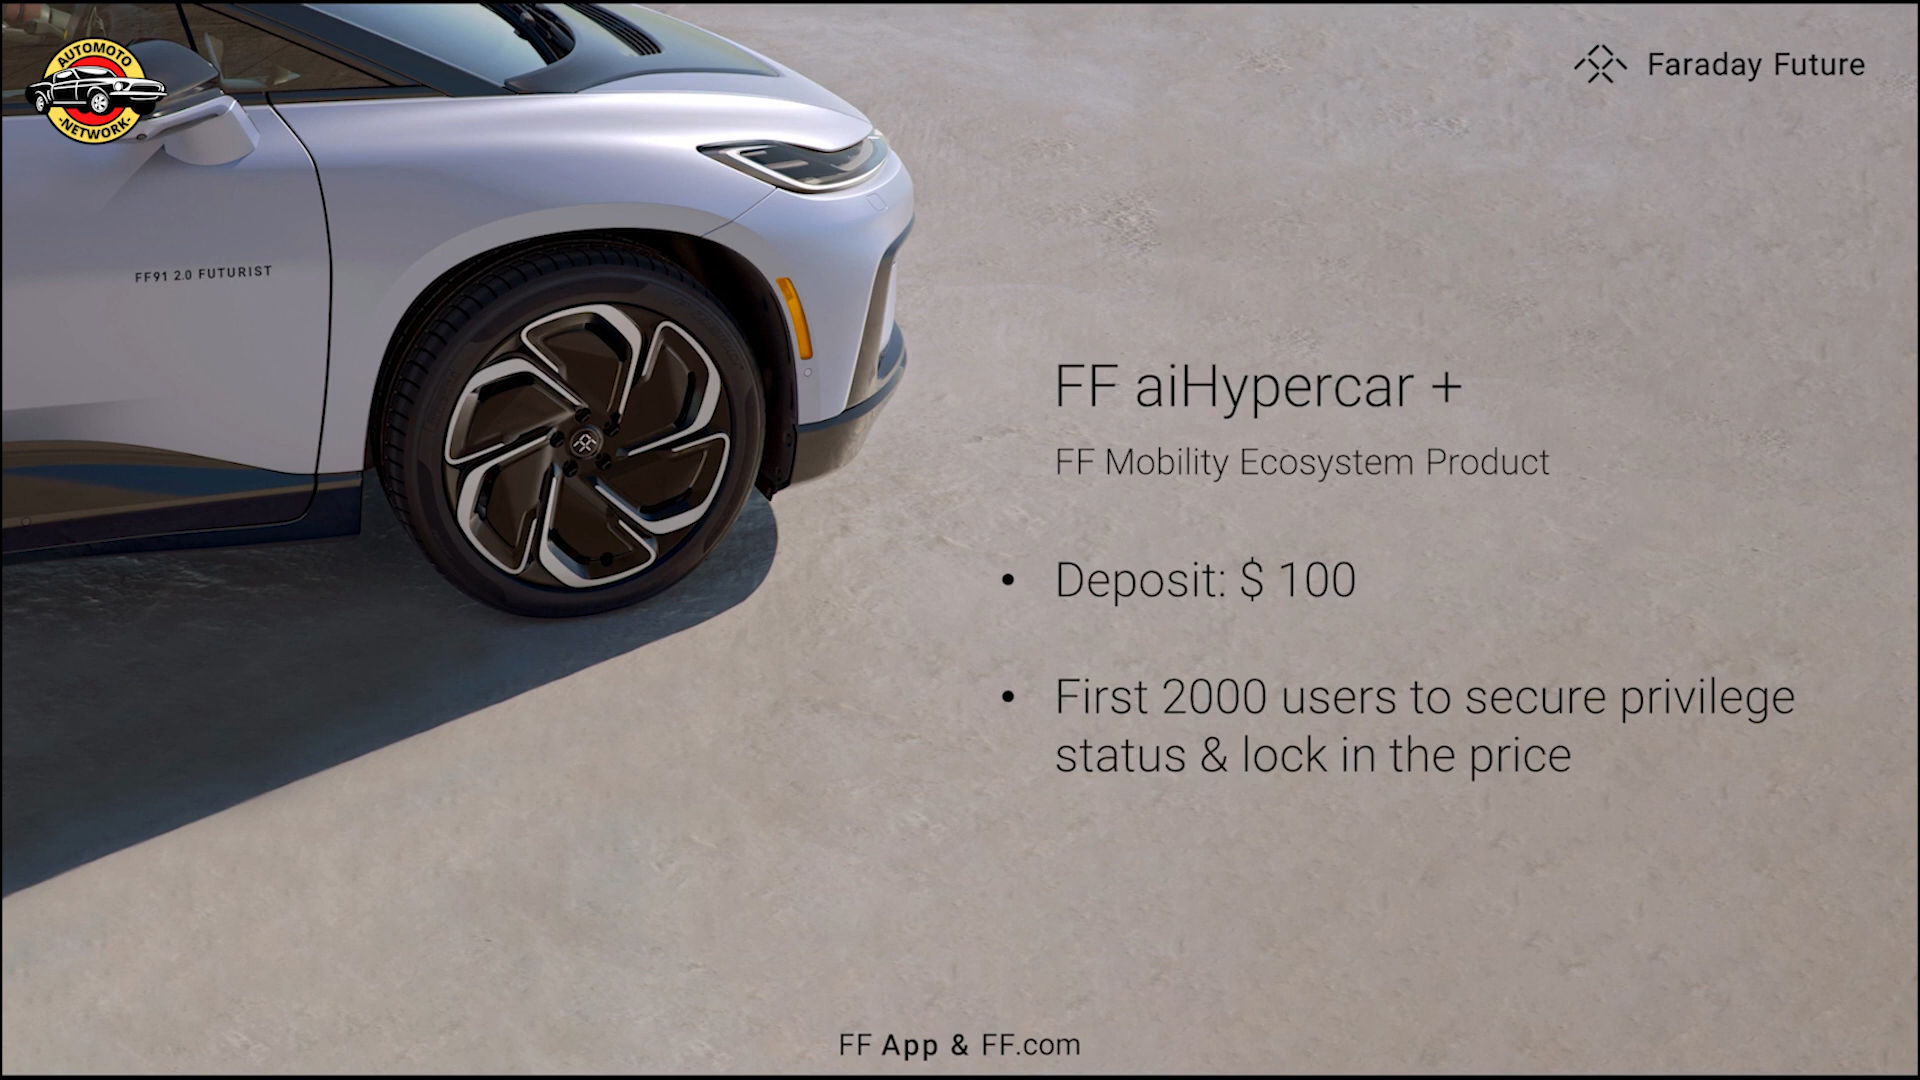 AUTOMOTO
-NETWORK-
Faraday Future
FF91 2.0 FUTURIST
FF aiHypercar +
FF Mobility Ecosystem Product
• Deposit: $ 100
• First 2000 users to secure privilege
status & lock in the price
FF App & FF.com